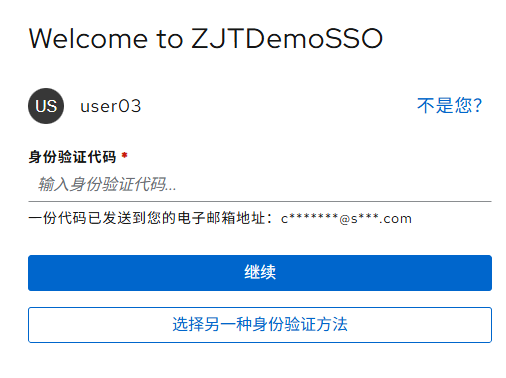 Welcome to ZJTDemoSSO
US user03 不是您?
身份验证代码 *
输入身份验证代码...
一份代码已发送到您的电子邮箱地址：c*******@s***.com
继续
选择另一种身份验证方法